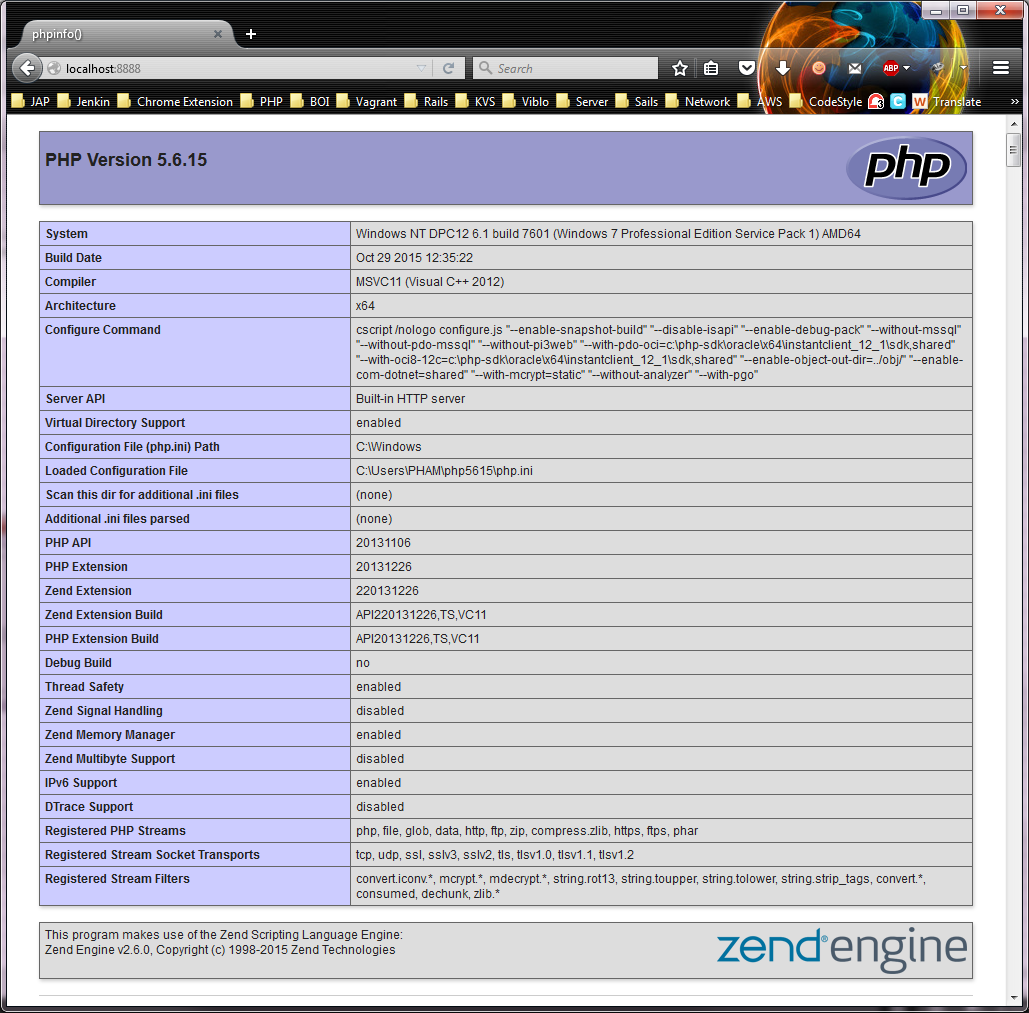 phpinfo()
localhost:8888
Search
ABP
JAP Jenkin Chrome Extension PHP BOI Vagrant Rails KVS Viblo Server Sails Network AWS CodeStyle Translate
PHP Version 5.6.15
php
System Windows NT DPC12 6.1 build 7601 (Windows 7 Professional Edition Service Pack 1) AMD64
Build Date Oct 29 2015 12:35:22
Compiler MSVC11 (Visual C++ 2012)
Architecture x64
Configure Command cscript /nologo configure.js "--enable-snapshot-build" "--disable-isapi" "--enable-debug-pack" "--without-mssql"
"--without-pdo-mssql" "--without-pi3web" "--with-pdo-oci=c:\php-sdk\oracle\x64\instantclient_12_1\sdk,shared"
"--with-oci8-12c=c:\php-sdk\oracle\x64\instantclient_12_1\sdk,shared" "--enable-object-out-dir=../obj/" "--enable-
com-dotnet=shared" "--with-mcrypt=static" "--without-analyzer" "--with-pgo"
Server API Built-in HTTP server
Virtual Directory Support enabled
Configuration File (php.ini) Path C:\Windows
Loaded Configuration File C:\Users\PHAM\php5615\php.ini
Scan this dir for additional .ini files (none)
Additional .ini files parsed (none)
PHP API 20131106
PHP Extension 20131226
Zend Extension 220131226
Zend Extension Build API220131226,TS,VC11
PHP Extension Build API20131226,TS,VC11
Debug Build no
Thread Safety enabled
Zend Signal Handling disabled
Zend Memory Manager enabled
Zend Multibyte Support disabled
IPv6 Support enabled
DTrace Support disabled
Registered PHP Streams php, file, glob, data, http, ftp, zip, compress.zlib, https, ftps, phar
Registered Stream Socket Transports tcp, udp, ssl, sslv3, sslv2, tls, tlsv1.0, tlsv1.1, tlsv1.2
Registered Stream Filters convert.iconv.*, mcrypt.*, mdecrypt.*, string.rot13, string.toupper, string.tolower, string.strip_tags, convert.*,
consumed, dechunk, zlib.*
This program makes use of the Zend Scripting Language Engine:
Zend Engine v2.6.0, Copyright (c) 1998-2015 Zend Technologies
zend® engine